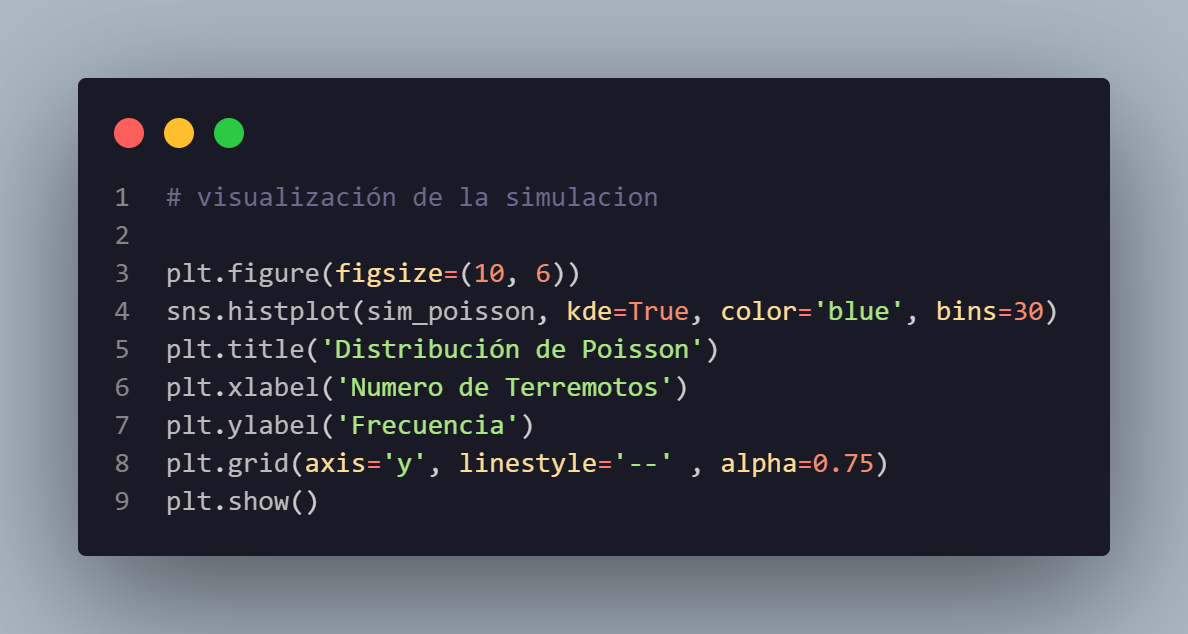 1 # visualización de la simulacion
2
3 plt.figure(figsize=(10, 6))
4 sns.histplot(sim_poisson, kde=True, color='blue', bins=30)
5 plt.title('Distribución de Poisson')
6 plt.xlabel('Numero de Terremotos')
7 plt.ylabel('Frecuencia')
8 plt.grid(axis='y', linestyle='--' , alpha=0.75)
9 plt.show()